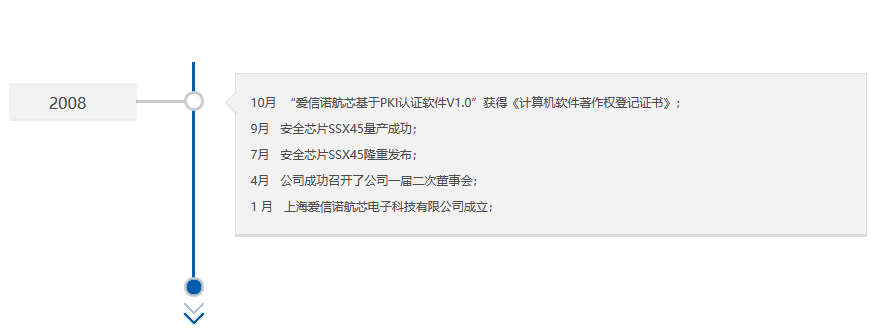 2008
10月 “爱信诺航芯基于PKI认证软件V1.0”获得《计算机软件著作权登记证书》；
9月 安全芯片SSX45量产成功；
7月 安全芯片SSX45隆重发布；
4月 公司成功召开了公司一届二次董事会；
1 月 上海爱信诺航芯电子科技有限公司成立；